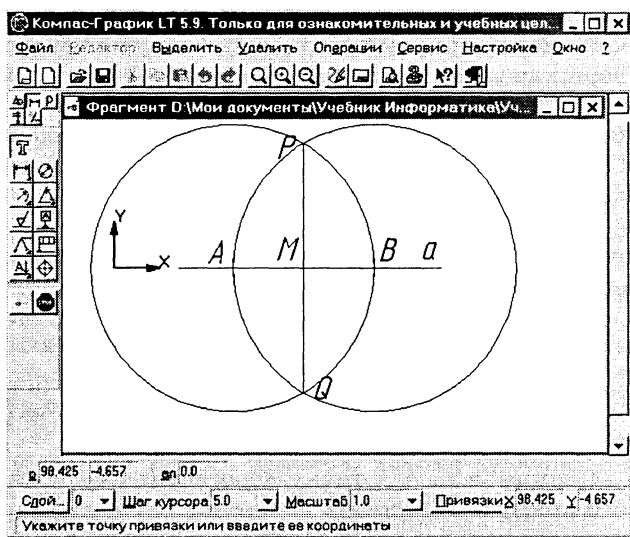 Компас-График LT 5.9. Только для ознакомительных и учебных цел...
Файл Редактор Выделить Удалить Операции Сервис Настройка Окно ?
Фрагмент D:\Мои документы\Учебник Информатика\Уч...
P
Y
X
A M B a
Q
98.425 -4.657 0.0
Слой... 0 Шаг курсора 5.0 Масштаб 1.0 Привязки X 98.425 Y -4.657
Укажите точку привязки или введите ее координаты